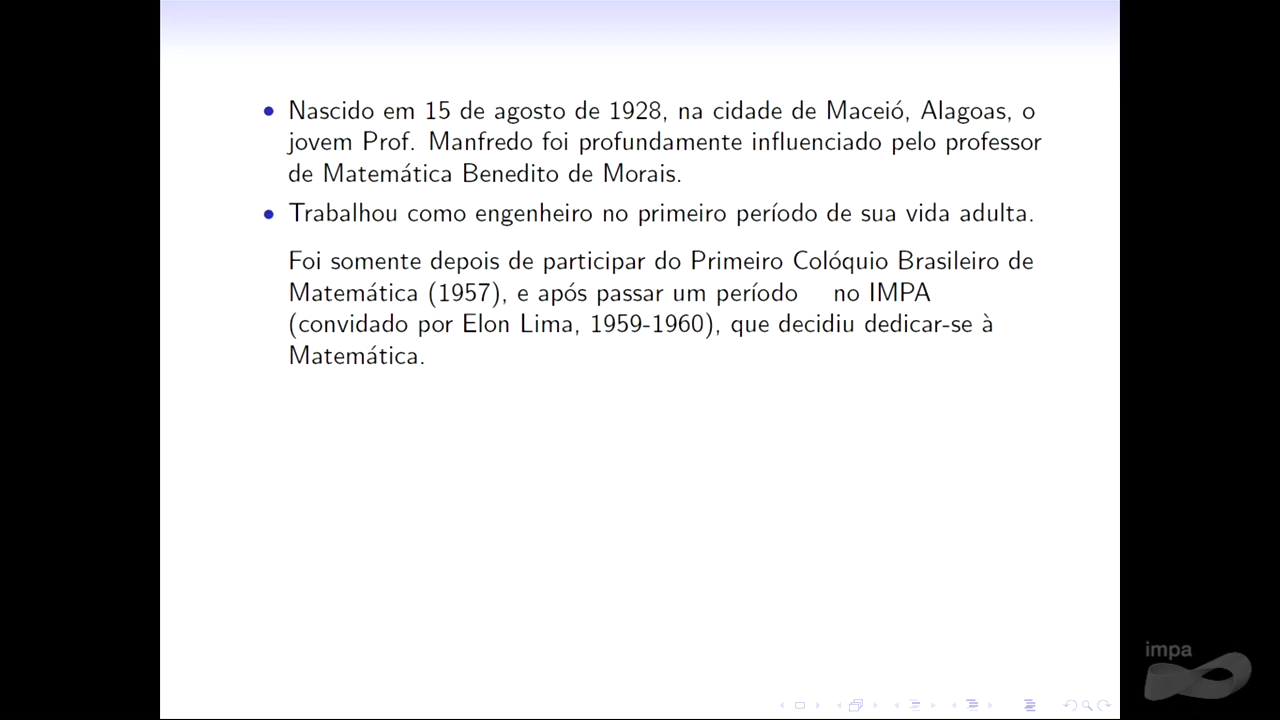 Nascido em 15 de agosto de 1928, na cidade de Maceió, Alagoas, o
jovem Prof. Manfredo foi profundamente influenciado pelo professor
de Matemática Benedito de Morais.
Trabalhou como engenheiro no primeiro período de sua vida adulta.
Foi somente depois de participar do Primeiro Colóquio Brasileiro de
Matemática (1957), e após passar um período no IMPA
(convidado por Elon Lima, 1959-1960), que decidiu dedicar-se à
Matemática.
impa